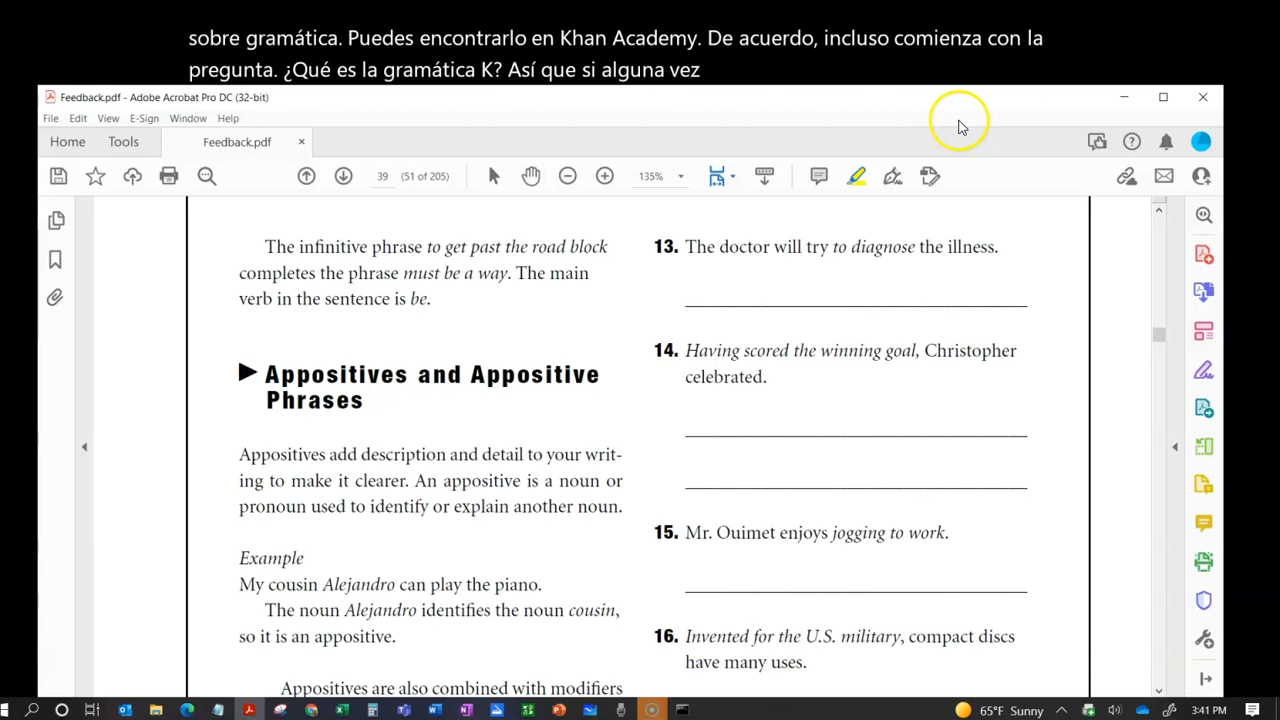 sobre gramática. Puedes encontrarlo en Khan Academy. De acuerdo, incluso comienza con la
pregunta. ¿Qué es la gramática K? Así que si alguna vez
Feedback.pdf - Adobe Acrobat Pro DC (32-bit)
File Edit View E-Sign Window Help
Home Tools Feedback.pdf ×
39 (51 of 205) 135%
The infinitive phrase to get past the road block
completes the phrase must be a way. The main
verb in the sentence is be.
Appositives and Appositive
Phrases
Appositives add description and detail to your writ-
ing to make it clearer. An appositive is a noun or
pronoun used to identify or explain another noun.
Example
My cousin Alejandro can play the piano.
The noun Alejandro identifies the noun cousin,
so it is an appositive.
Appositives are also combined with modifiers
13. The doctor will try to diagnose the illness.
14. Having scored the winning goal, Christopher
celebrated.
15. Mr. Ouimet enjoys jogging to work.
16. Invented for the U.S. military, compact discs
have many uses.
65°F Sunny 3:41 PM